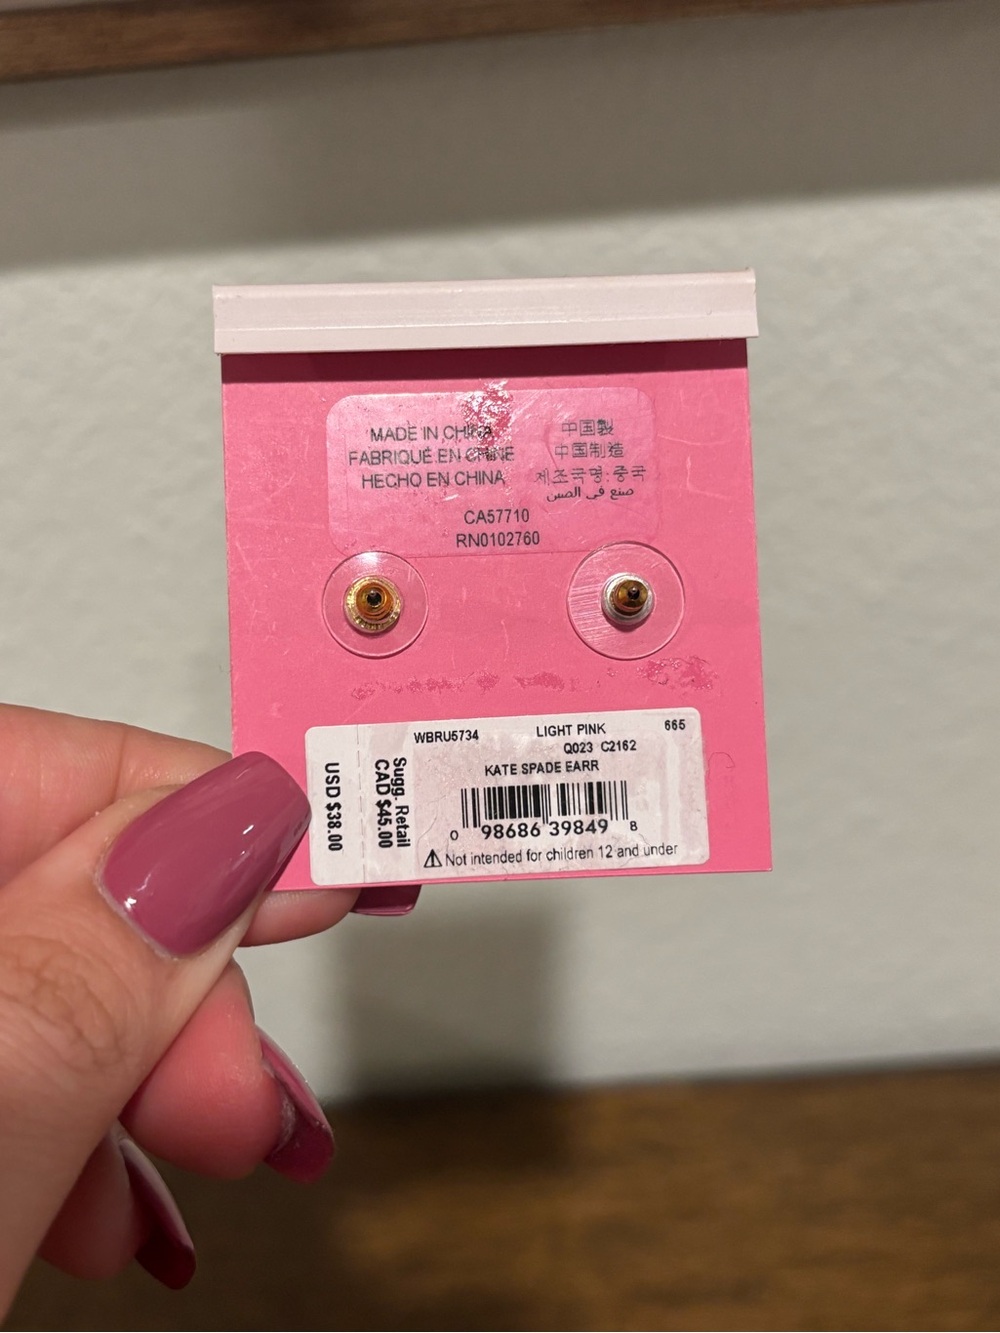 MADE IN CHINA
FABRIQUÉ EN CHINE
HECHO EN CHINA
中国製
中国制造
제조국명:중국
صنع في الصين
CA57710
RN0102760
WBRU5734 LIGHT PINK 665
Q023 C2162
KATE SPADE EARR
0 98686 39849 8
⚠ Not intended for children 12 and under
Sugg. Retail
CAD $45.00
USD $38.00